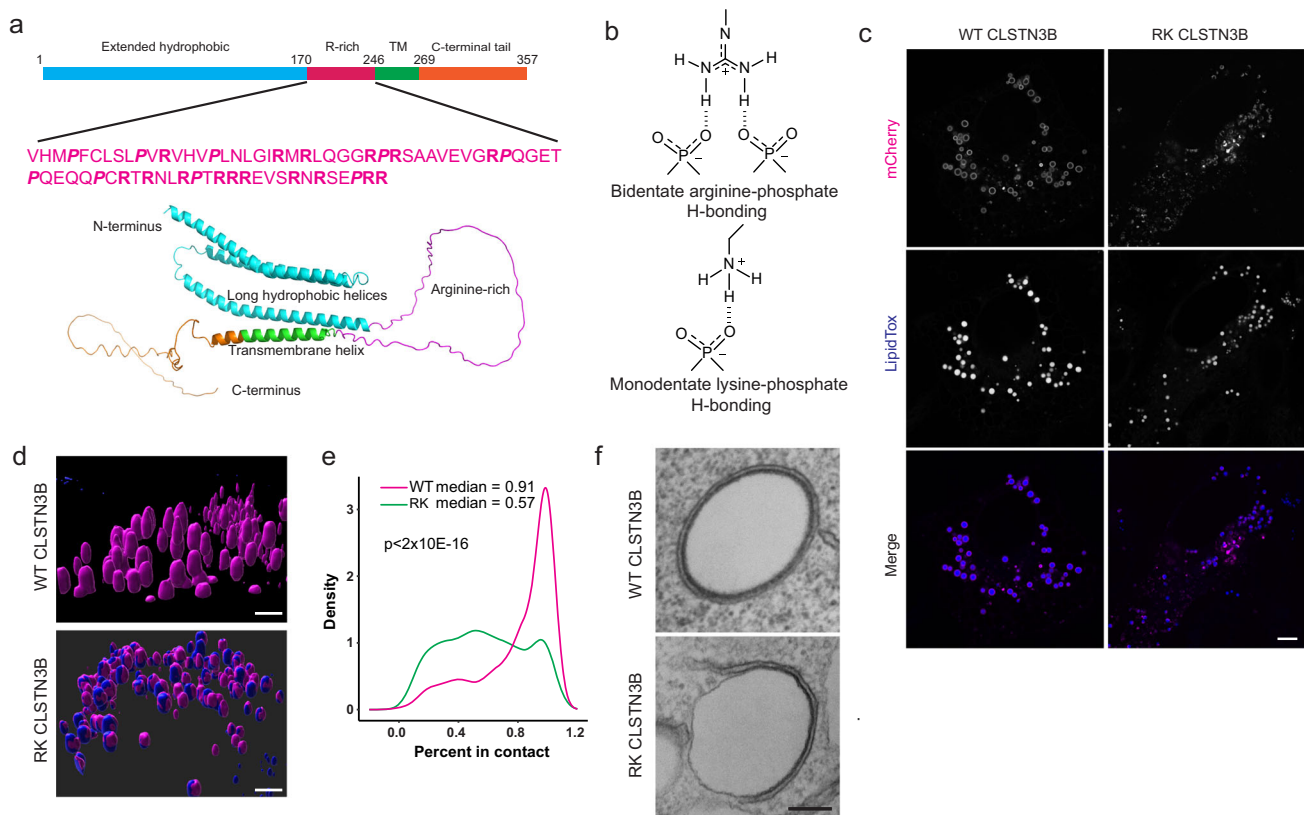 a
Extended hydrophobic R-rich TM C-terminal tail
1 170 246 269 357
VHMPFCLSLPVRVHVPLNLGIRMRLQGGRPRSAAVEVGRPQGET
PQEQQPCRTRNLRPTRRREVSRNRSEPRR
N-terminus
Long hydrophobic helices
Arginine-rich
Transmembrane helix
C-terminus
b
N
H N + N H
H H
O O O O
P − P −
Bidentate arginine-phosphate
H-bonding
N +
H H
H
O O
P −
Monodentate lysine-phosphate
H-bonding
c
WT CLSTN3B RK CLSTN3B
mCherry
LipidTox
Merge
d
WT CLSTN3B
RK CLSTN3B
e
WT median = 0.91
RK median = 0.57
p<2x10E-16
Density
3
2
1
0
0.0 0.4 0.8 1.2
Percent in contact
f
WT CLSTN3B
RK CLSTN3B
.